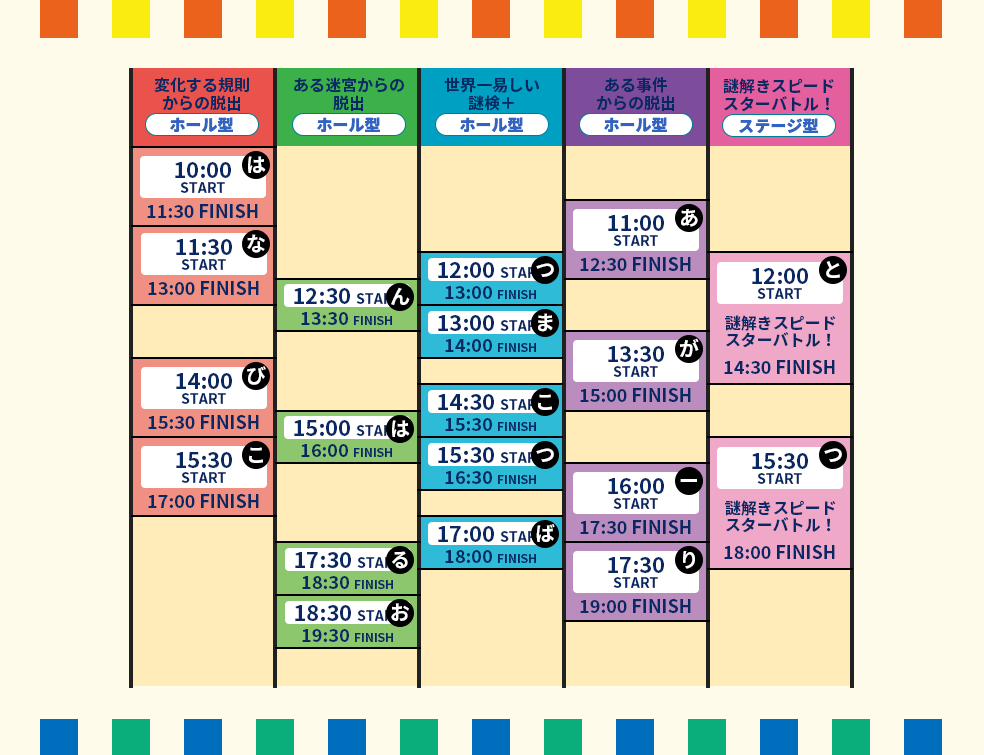 変化する規則
からの脱出
ホール型
10:00
は
START
11:30 FINISH
11:30
な
START
13:00 FINISH
14:00
び
START
15:30 FINISH
15:30
こ
START
17:00 FINISH
ある迷宮からの
脱出
ホール型
12:30 STA
ん
13:30 FINISH
15:00 STA
は
16:00 FINISH
17:30 STA
る
18:30 FINISH
18:30 STA
お
19:30 FINISH
世界一易しい
謎検＋
ホール型
12:00 STA
つ
13:00 FINISH
13:00 STA
ま
14:00 FINISH
14:30 STA
こ
15:30 FINISH
15:30 STA
つ
16:30 FINISH
17:00 STA
ば
18:00 FINISH
ある事件
からの脱出
ホール型
11:00
あ
START
12:30 FINISH
13:30
が
START
15:00 FINISH
16:00
ー
START
17:30 FINISH
17:30
り
START
19:00 FINISH
謎解きスピード
スターバトル！
ステージ型
12:00
と
START
謎解きスピード
スターバトル！
14:30 FINISH
15:30
つ
START
謎解きスピード
スターバトル！
18:00 FINISH